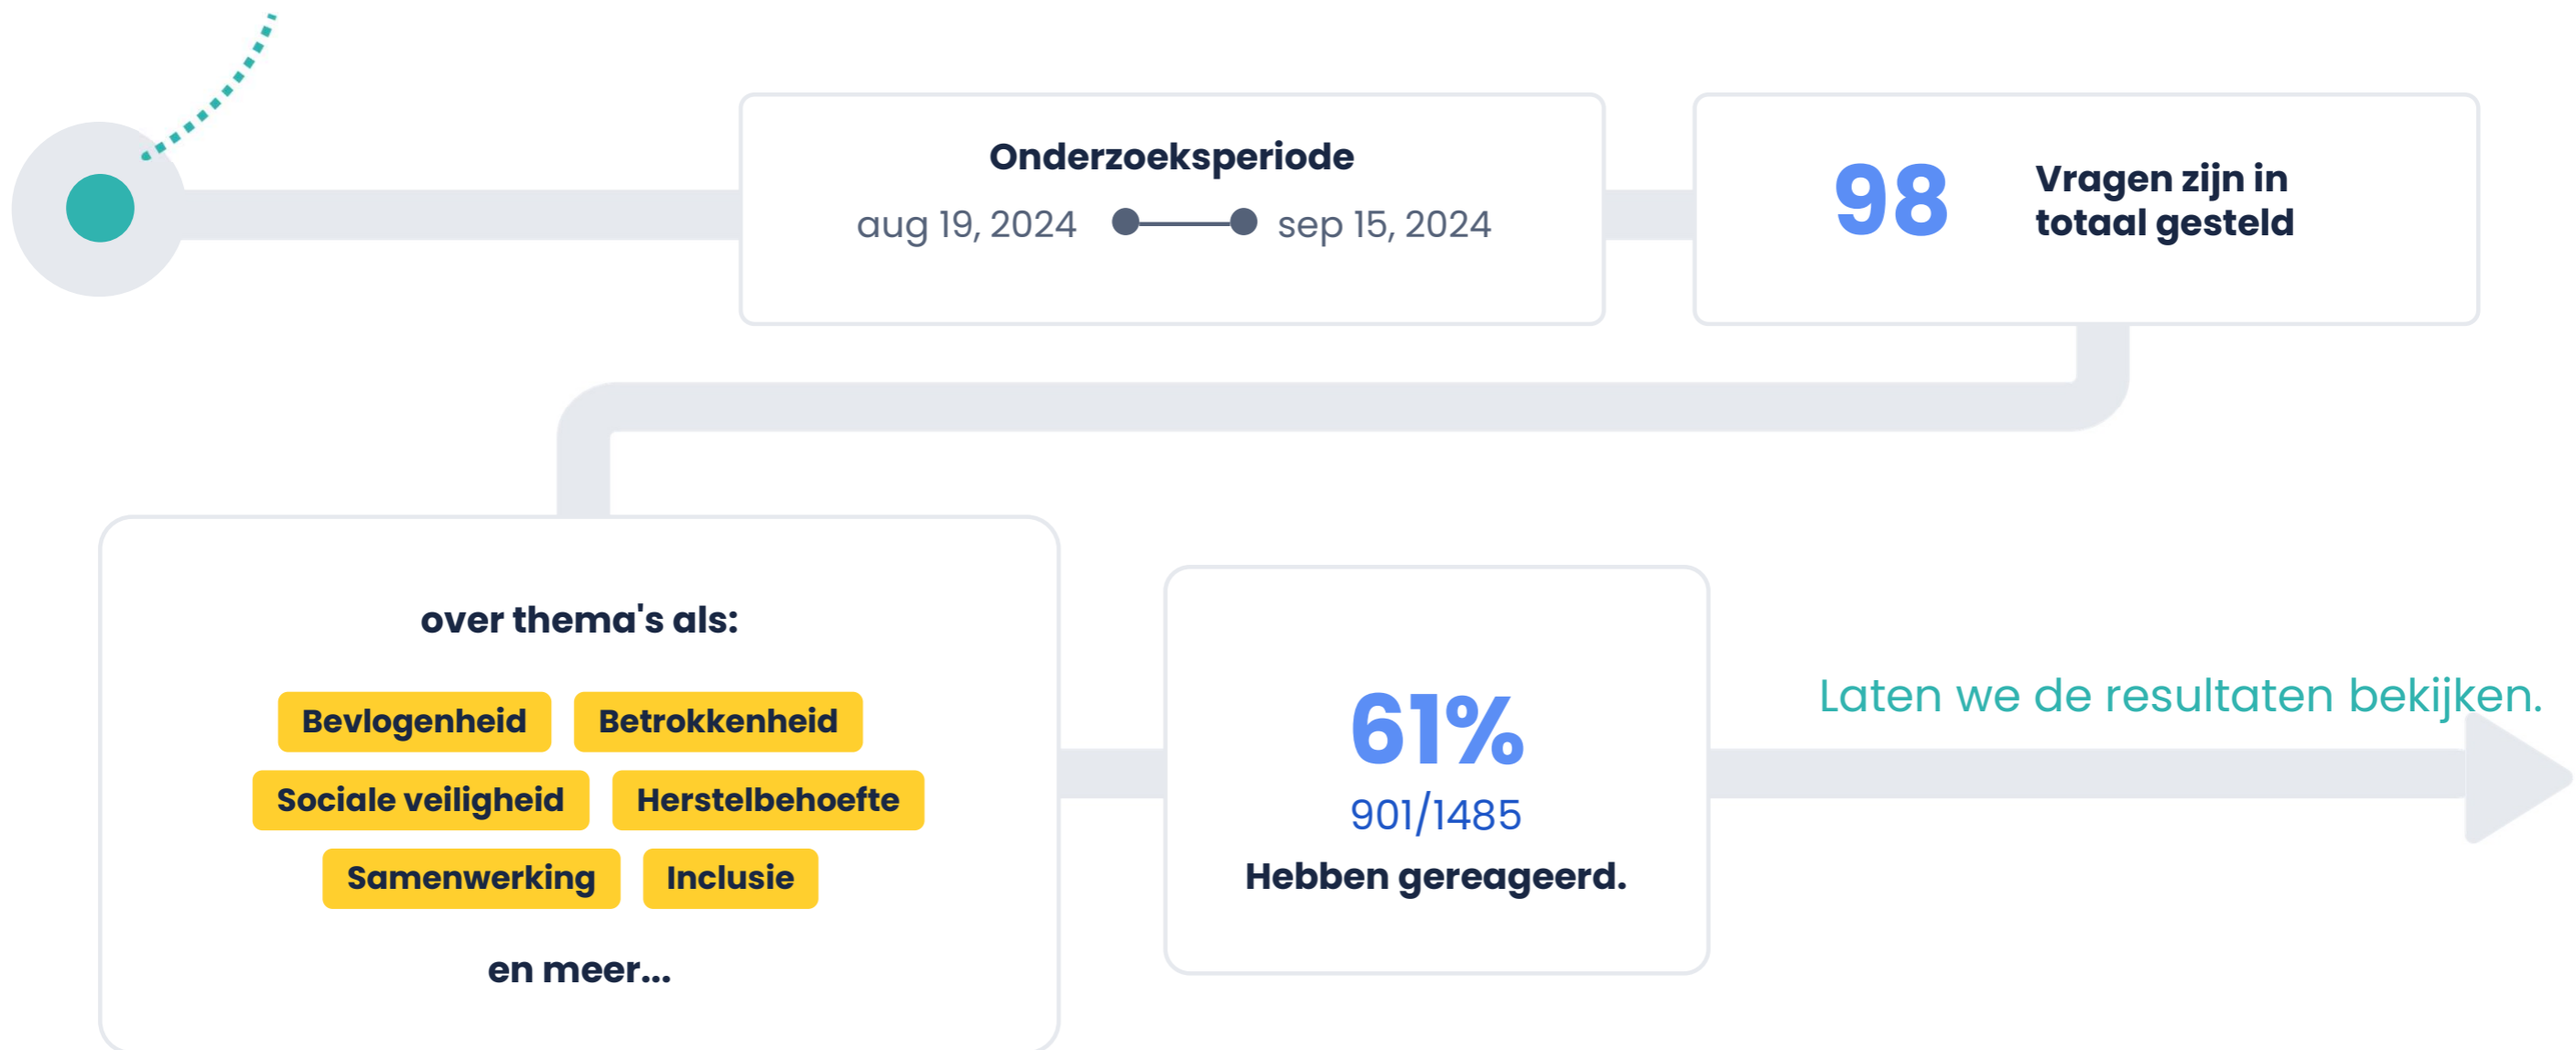 Onderzoeksperiode
aug 19, 2024 sep 15, 2024
98
Vragen zijn in
totaal gesteld
over thema's als:
Bevlogenheid Betrokkenheid
Sociale veiligheid Herstelbehoefte
Samenwerking Inclusie
en meer...
61%
901/1485
Hebben gereageerd.
Laten we de resultaten bekijken.